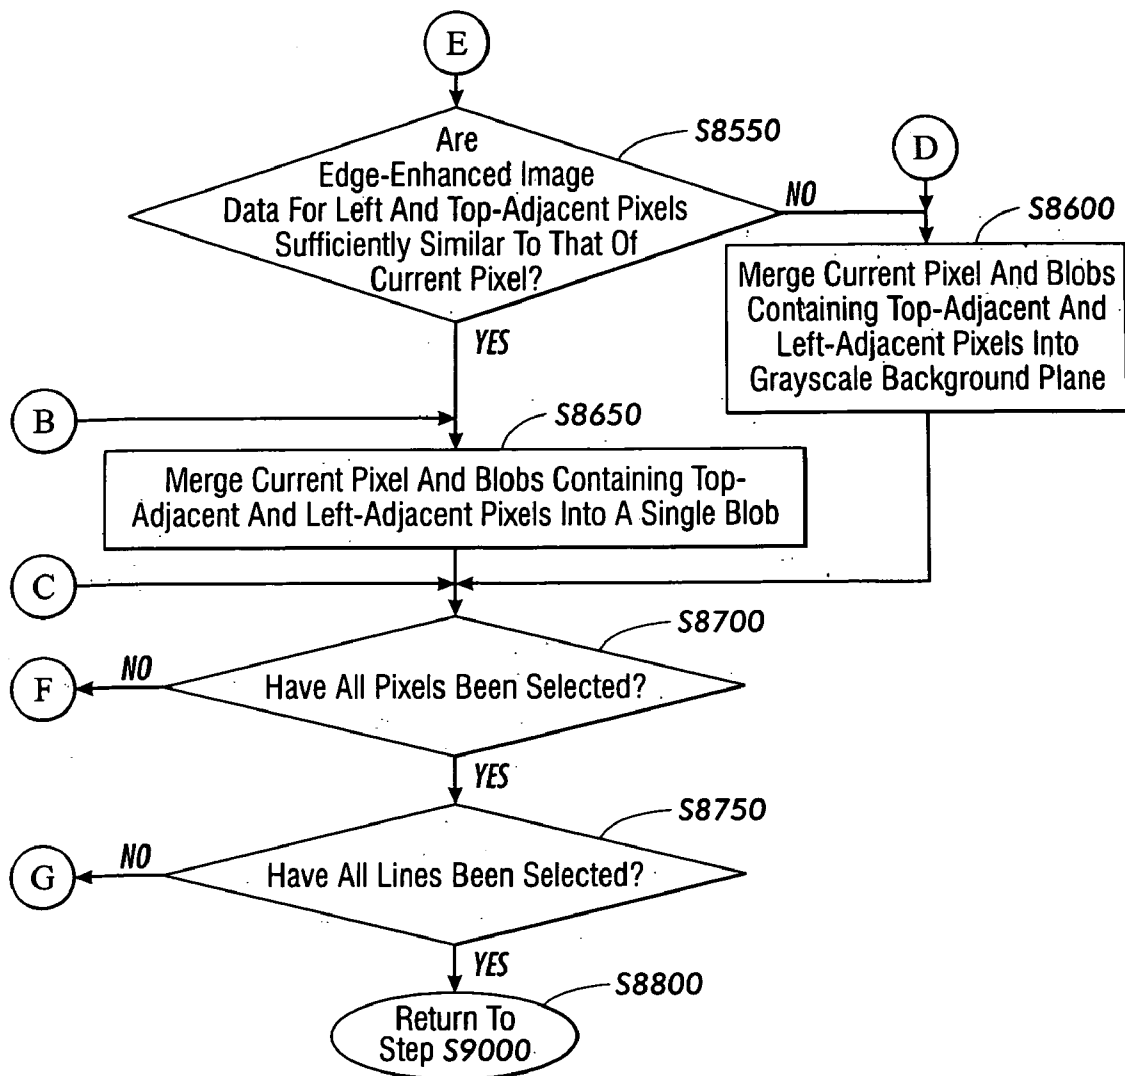 E
Are
Edge-Enhanced Image
Data For Left And Top-Adjacent Pixels
Sufficiently Similar To That Of
Current Pixel?
S8550
NO
D
S8600
Merge Current Pixel And Blobs
Containing Top-Adjacent And
Left-Adjacent Pixels Into
Grayscale Background Plane
YES
B
S8650
Merge Current Pixel And Blobs Containing Top-
Adjacent And Left-Adjacent Pixels Into A Single Blob
C
S8700
NO
F
Have All Pixels Been Selected?
YES
S8750
NO
G
Have All Lines Been Selected?
YES
S8800
Return To
Step S9000